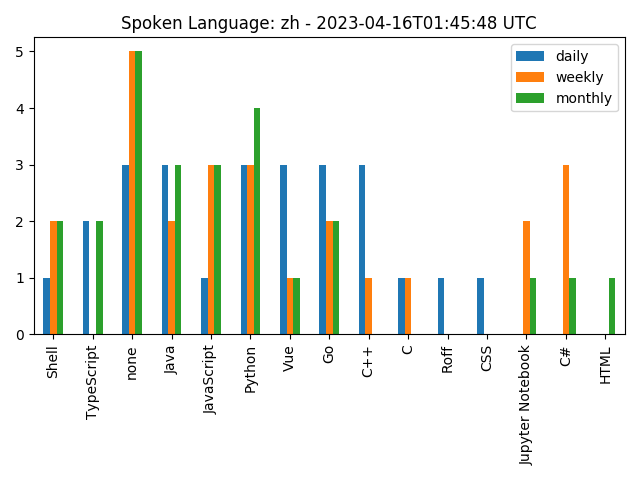 Spoken Language: zh - 2023-04-16T01:45:48 UTC
daily
weekly
monthly
5
4
3
2
1
0
Shell
TypeScript
none
Java
JavaScript
Python
Vue
Go
C++
C
Roff
CSS
Jupyter Notebook
C#
HTML